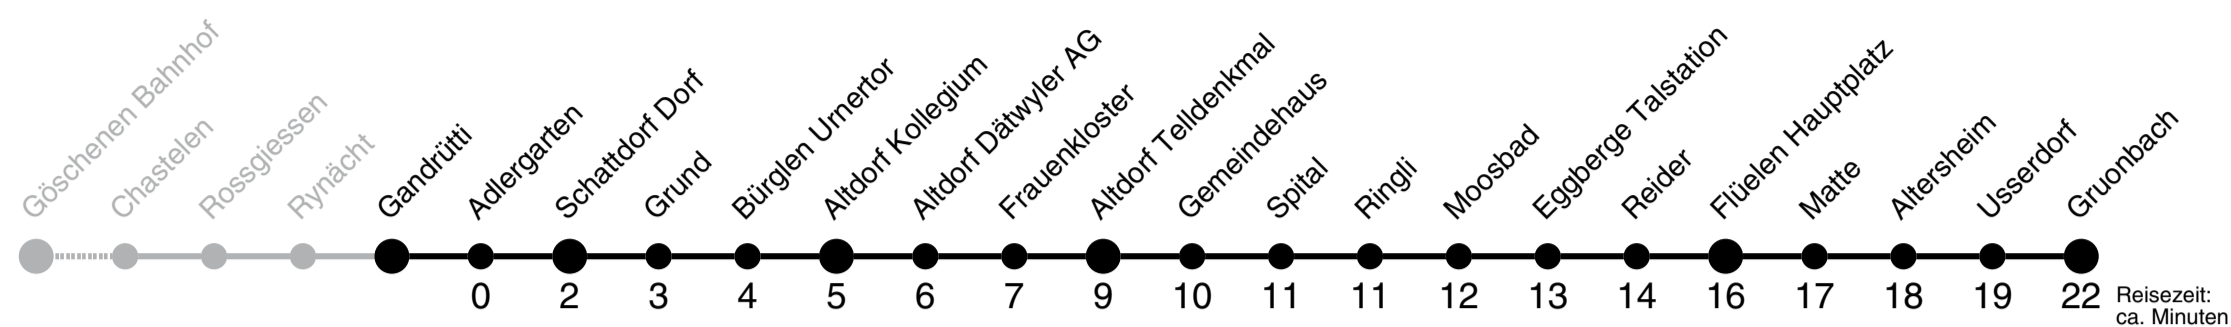 Göschenen Bahnhof
Chastelen
Rossgiessen
Rynächt
Gandrütti
Adlergarten
Schattdorf Dorf
Grund
Bürglen Urnertor
Altdorf Kollegium
Altdorf Dätwyler AG
Frauenkloster
Altdorf Telldenkmal
Gemeindehaus
Spital
Ringli
Moosbad
Eggberge Talstation
Reider
Flüelen Hauptplatz
Matte
Altersheim
Usserdorf
Gruonbach
0 2 3 4 5 6 7 9 10 11 11 12 13 14 16 17 18 19 22
Reisezeit:
ca. Minuten